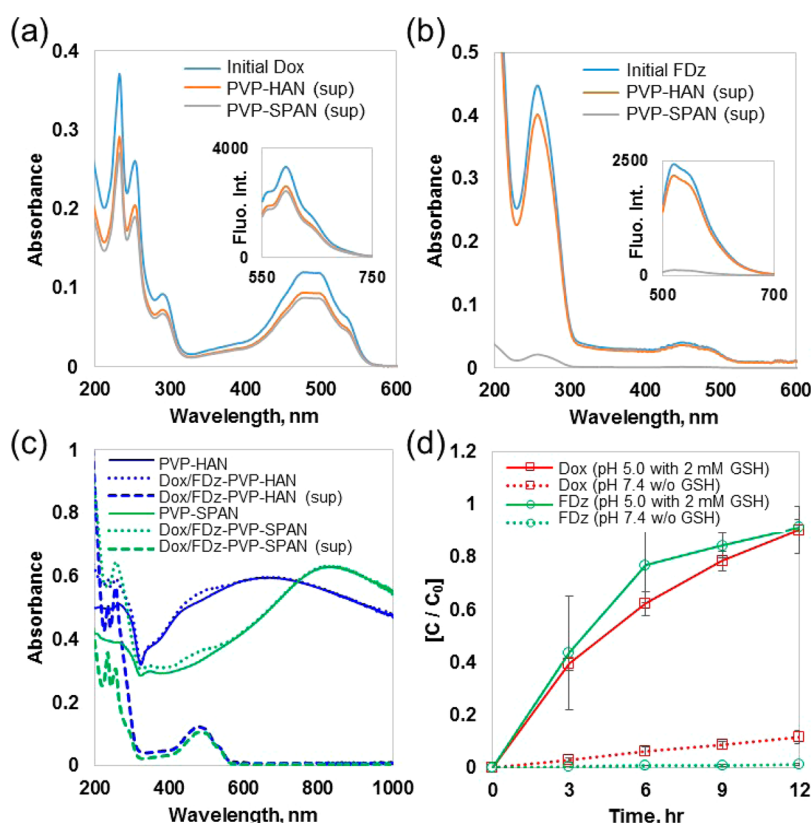 (a)
0.4
0.3
0.2
0.1
0
Absorbance
Initial Dox
PVP-HAN (sup)
PVP-SPAN (sup)
4000
0
Fluo. Int.
550
750
200
300
400
500
600
Wavelength, nm
(b)
0.5
0.4
0.3
0.2
0.1
0
Absorbance
Initial FDz
PVP-HAN (sup)
PVP-SPAN (sup)
2500
0
Fluo. Int.
500
700
200
300
400
500
600
Wavelength, nm
(c)
1
0.8
0.6
0.4
0.2
0
Absorbance
PVP-HAN
Dox/FDz-PVP-HAN
Dox/FDz-PVP-HAN (sup)
PVP-SPAN
Dox/FDz-PVP-SPAN
Dox/FDz-PVP-SPAN (sup)
200
400
600
800
1000
Wavelength, nm
(d)
1.2
1
0.8
0.6
0.4
0.2
0
[C / C₀]
Dox (pH 5.0 with 2 mM GSH)
Dox (pH 7.4 w/o GSH)
FDz (pH 5.0 with 2 mM GSH)
FDz (pH 7.4 w/o GSH)
0
3
6
9
12
Time, hr